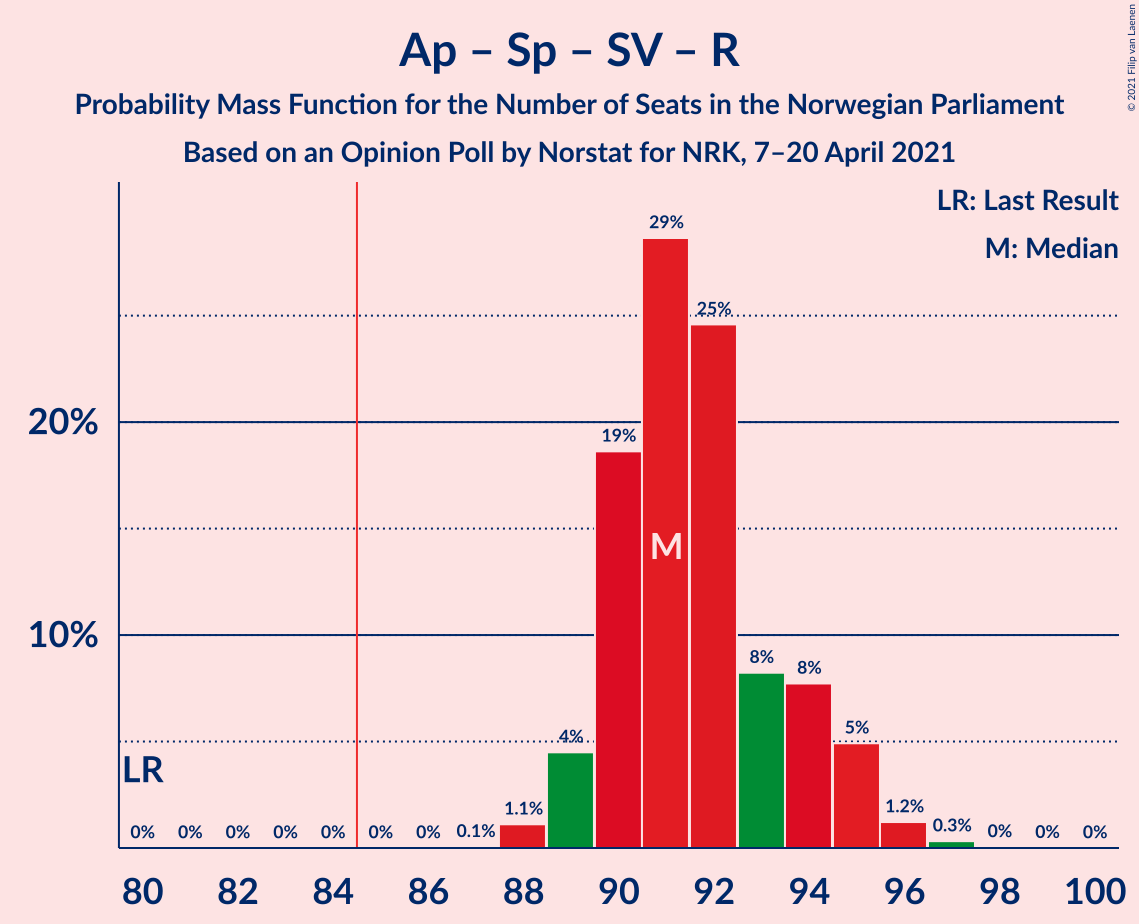 Ap – Sp – SV – R
Probability Mass Function for the Number of Seats in the Norwegian Parliament
Based on an Opinion Poll by Norstat for NRK, 7–20 April 2021
© 2021 Filip van Laenen
LR: Last Result
M: Median
29%
25%
20%
19%
M
10%
8%
8%
5%
4%
LR
1.1%
1.2%
0% 0% 0% 0% 0% 0% 0% 0.1% 0.3% 0% 0% 0%
80 82 84 86 88 90 92 94 96 98 100